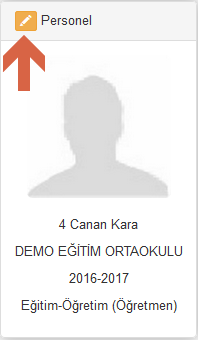 Personel
4 Canan Kara
DEMO EĞİTİM ORTAOKULU
2016-2017
Eğitim-Öğretim (Öğretmen)